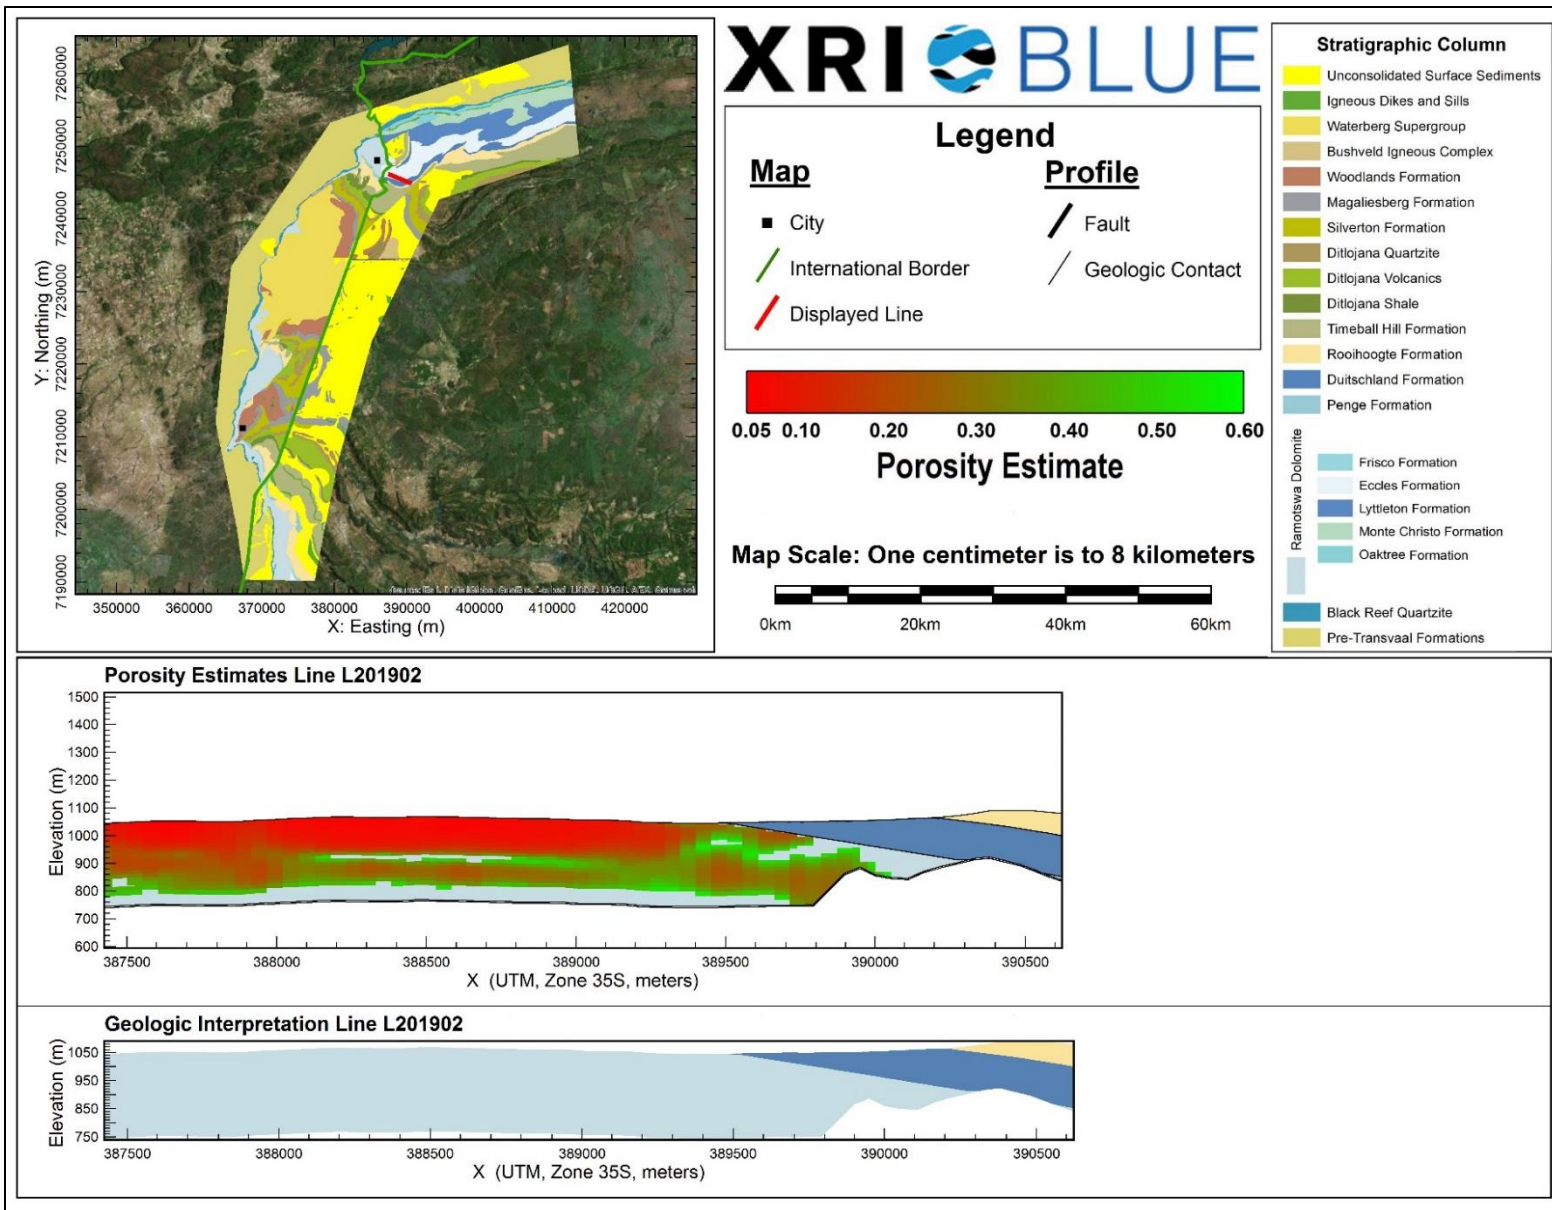 7260000
7250000
7240000
7230000
7220000
7210000
7200000
7190000
Y: Northing (m)
350000 360000 370000 380000 390000 400000 410000 420000
X: Easting (m)
XRI BLUE
Legend
Map
City
International Border
Displayed Line
Profile
Fault
Geologic Contact
0.05 0.10 0.20 0.30 0.40 0.50 0.60
Porosity Estimate
Map Scale: One centimeter is to 8 kilometers
0km 20km 40km 60km
Stratigraphic Column
Unconsolidated Surface Sediments
Igneous Dikes and Sills
Waterberg Supergroup
Bushveld Igneous Complex
Woodlands Formation
Magaliesberg Formation
Silverton Formation
Ditlojana Quartzite
Ditlojana Volcanics
Ditlojana Shale
Timeball Hill Formation
Rooihoogte Formation
Duitschland Formation
Penge Formation
Ramotswa Dolomite
Frisco Formation
Eccles Formation
Lyttleton Formation
Monte Christo Formation
Oaktree Formation
Black Reef Quartzite
Pre-Transvaal Formations
Porosity Estimates Line L201902
Elevation (m)
1500
1400
1300
1200
1100
1000
900
800
700
600
387500 388000 388500 389000 389500 390000 390500
X (UTM, Zone 35S, meters)
Geologic Interpretation Line L201902
Elevation (m)
1050
950
850
750
387500 388000 388500 389000 389500 390000 390500
X (UTM, Zone 35S, meters)